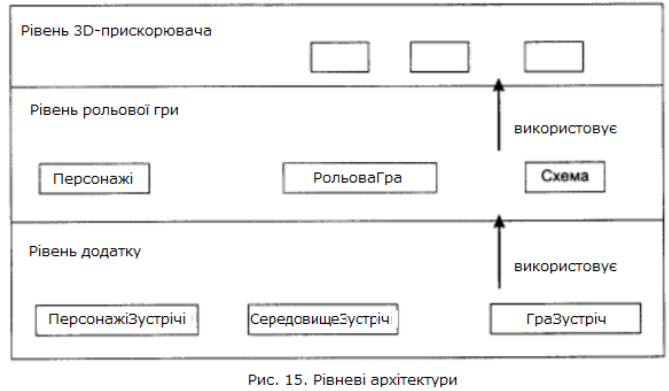 Рівень 3D-прискорювача
Рівень рольової гри
використовує
Персонажі
РольоваГра
Схема
Рівень додатку
використовує
ПерсонажіЗустрічі
СередовищеЗустрічі
ГраЗустріч
Рис. 15. Рівневі архітектури